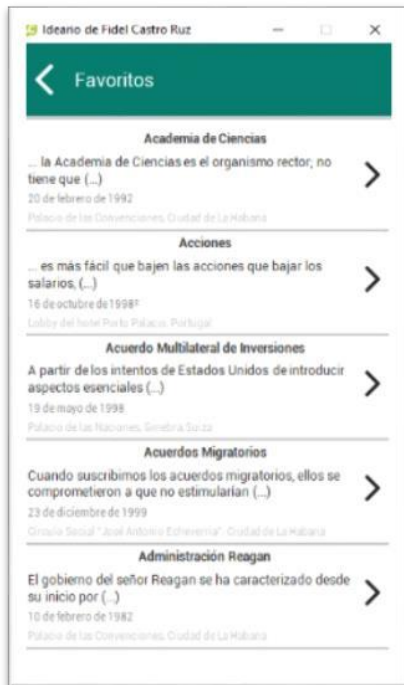 Ideario de Fidel Castro Ruz
Favoritos
Academia de Ciencias
... la Academia de Ciencias es el organismo rector, no
tiene que (...)
20 de febrero de 1992
Palacio de las Convenciones, Ciudad de La Habana
Acciones
... es más fácil que bajen las acciones que bajar los
salarios, (...)
16 de octubre de 1998
Lobby del hotel Porto Palacio, Portugal
Acuerdo Multilateral de Inversiones
A partir de los intentos de Estados Unidos de introducir
aspectos esenciales (...)
19 de mayo de 1998
Palacio de las Naciones, Ginebra, Suiza
Acuerdos Migratorios
Cuando suscribimos los acuerdos migratorios, ellos se
comprometieron a que no estimularían (...)
23 de diciembre de 1999
Círculo Social "José Antonio Echeverría", Ciudad de La Habana
Administración Reagan
El gobierno del señor Reagan se ha caracterizado desde
su inicio por (...)
10 de febrero de 1982
Palacio de las Convenciones, Ciudad de La Habana